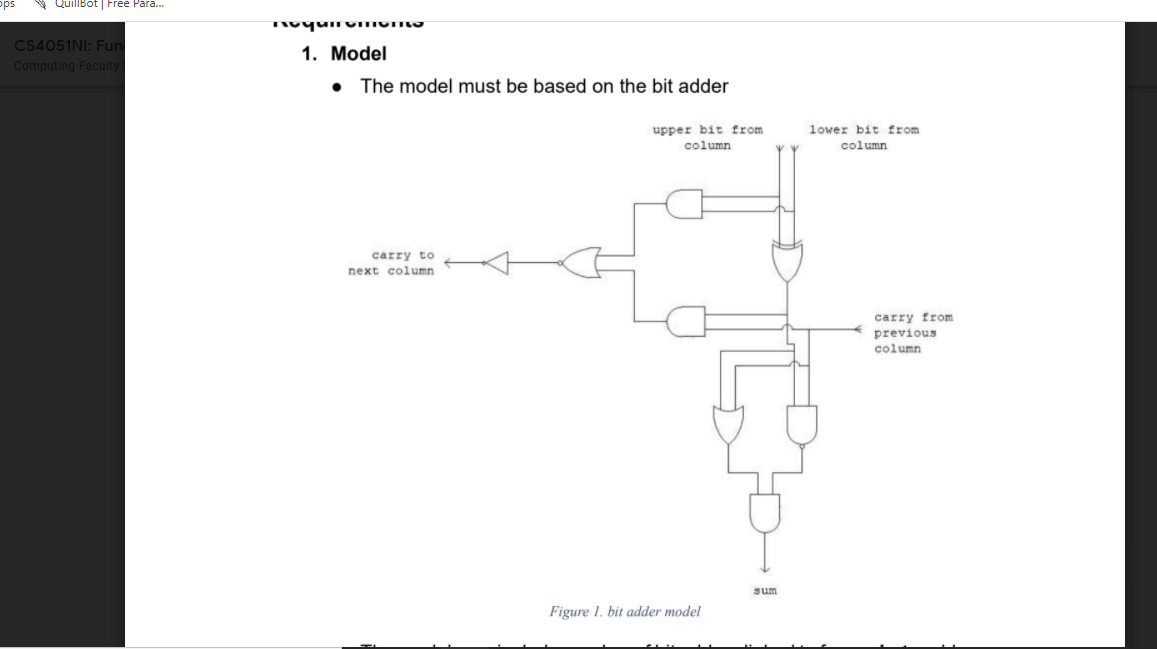 QuillBot | Free Para...
Requirements
CS4051NI: Fun
Computing Faculty
1. Model
• The model must be based on the bit adder
upper bit from
column
lower bit from
column
carry to
next column
carry from
previous
column
sum
Figure 1. bit adder model